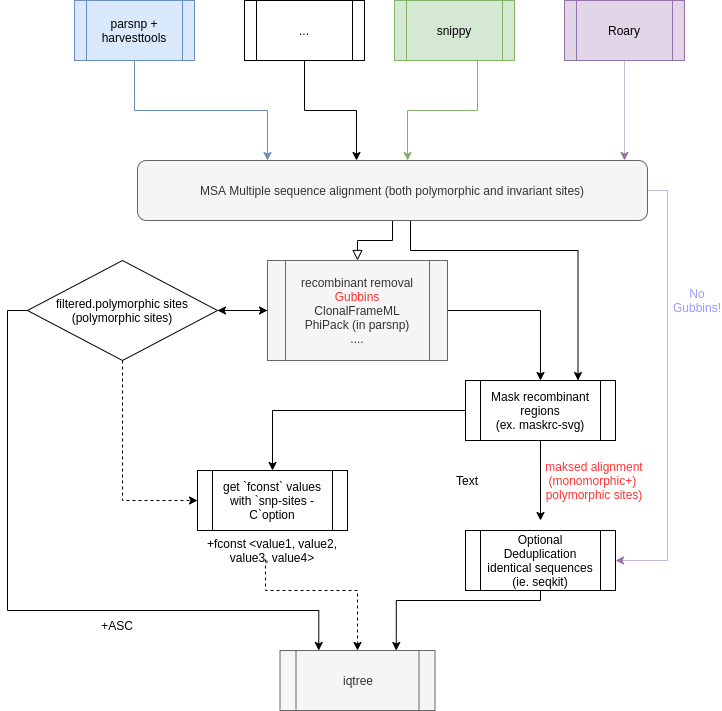 parsnp +
harvesttools
...
snippy
Roary
MSA Multiple sequence alignment (both polymorphic and invariant sites)
No
Gubbins!
filtered.polymorphic sites
(polymorphic sites)
recombinant removal
Gubbins
ClonalFrameML
PhiPack (in parsnp)
....
Mask recombinant
regions
(ex. maskrc-svg)
get `fconst` values
with `snp-sites -
C`option
Text
maksed alignment
(monomorphic+)
polymorphic sites)
+fconst <value1, value2,
value3, value4>
Optional
Deduplication
identical sequences
(ie. seqkit)
+ASC
iqtree